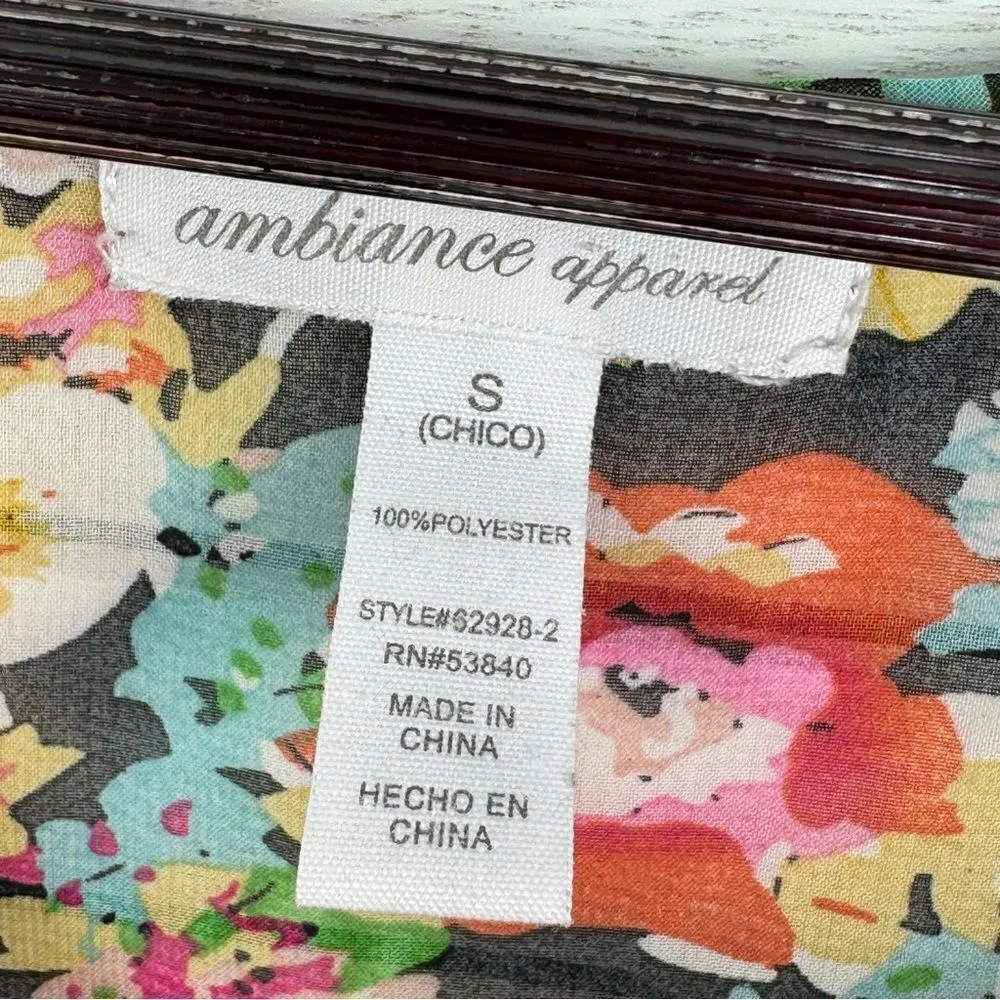 ambiance apparel
S
(CHICO)
100%POLYESTER
STYLE#62928-2
RN#53840
MADE IN
CHINA
HECHO EN
CHINA